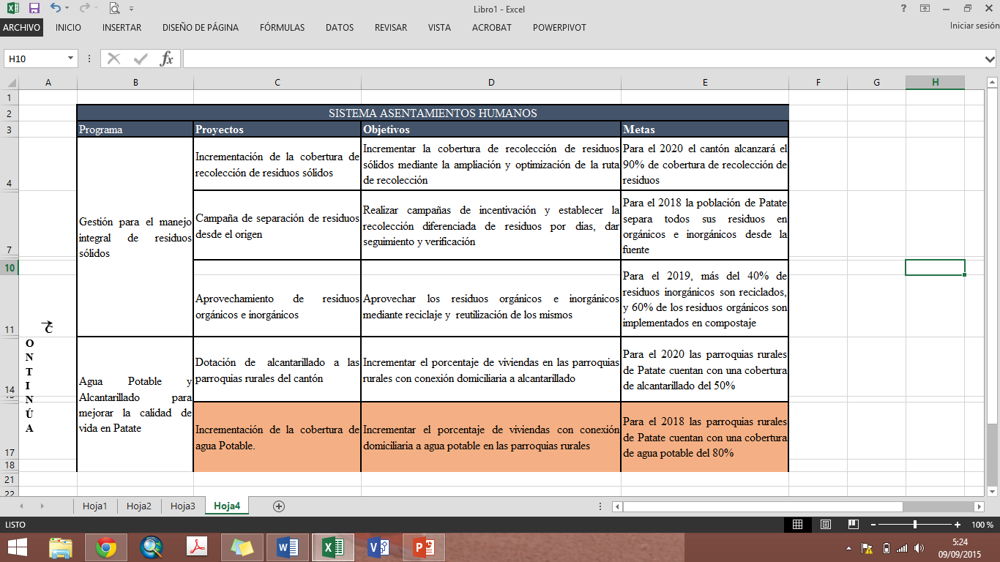 Libro1 - Excel
ARCHIVO INICIO INSERTAR DISEÑO DE PÁGINA FÓRMULAS DATOS REVISAR VISTA ACROBAT POWERPIVOT Iniciar sesión
H10
fx
A B C D E F G H
1
2 SISTEMA ASENTAMIENTOS HUMANOS
3 Programa Proyectos Objetivos Metas
Gestión para el manejo
integral de residuos
sólidos
4
Incrementación de la cobertura de
recolección de residuos sólidos
Incrementar la cobertura de recolección de residuos
sólidos mediante la ampliación y optimización de la ruta
de recolección
Para el 2020 el cantón alcanzará el
90% de cobertura de recolección de
residuos
7
Campaña de separación de residuos
desde el origen
Realizar campañas de incentivación y establecer la
recolección diferenciada de residuos por días, dar
seguimiento y verificación
Para el 2018 la población de Patate
separa todos sus residuos en
orgánicos e inorgánicos desde la
fuente
10
11
Aprovechamiento de residuos
orgánicos e inorgánicos
Aprovechar los residuos orgánicos e inorgánicos
mediante reciclaje y reutilización de los mismos
Para el 2019, más del 40% de
residuos inorgánicos son reciclados,
y 60% de los residuos orgánicos son
implementados en compostaje
C
O
N
T
I
N
Ú
A
Agua Potable y
Alcantarillado para
mejorar la calidad de
vida en Patate
14
Dotación de alcantarillado a las
parroquias rurales del cantón
Incrementar el porcentaje de viviendas en las parroquias
rurales con conexión domiciliaria a alcantarillado
Para el 2020 las parroquias rurales
de Patate cuentan con una cobertura
de alcantarillado del 50%
17
Incrementación de la cobertura de
agua Potable.
Incrementar el porcentaje de viviendas con conexión
domiciliaria a agua potable en las parroquias rurales
Para el 2018 las parroquias rurales
de Patate cuentan con una cobertura
de agua potable del 80%
18
21
22
Hoja1 Hoja2 Hoja3 Hoja4
LISTO 100 %
5:24
09/09/2015